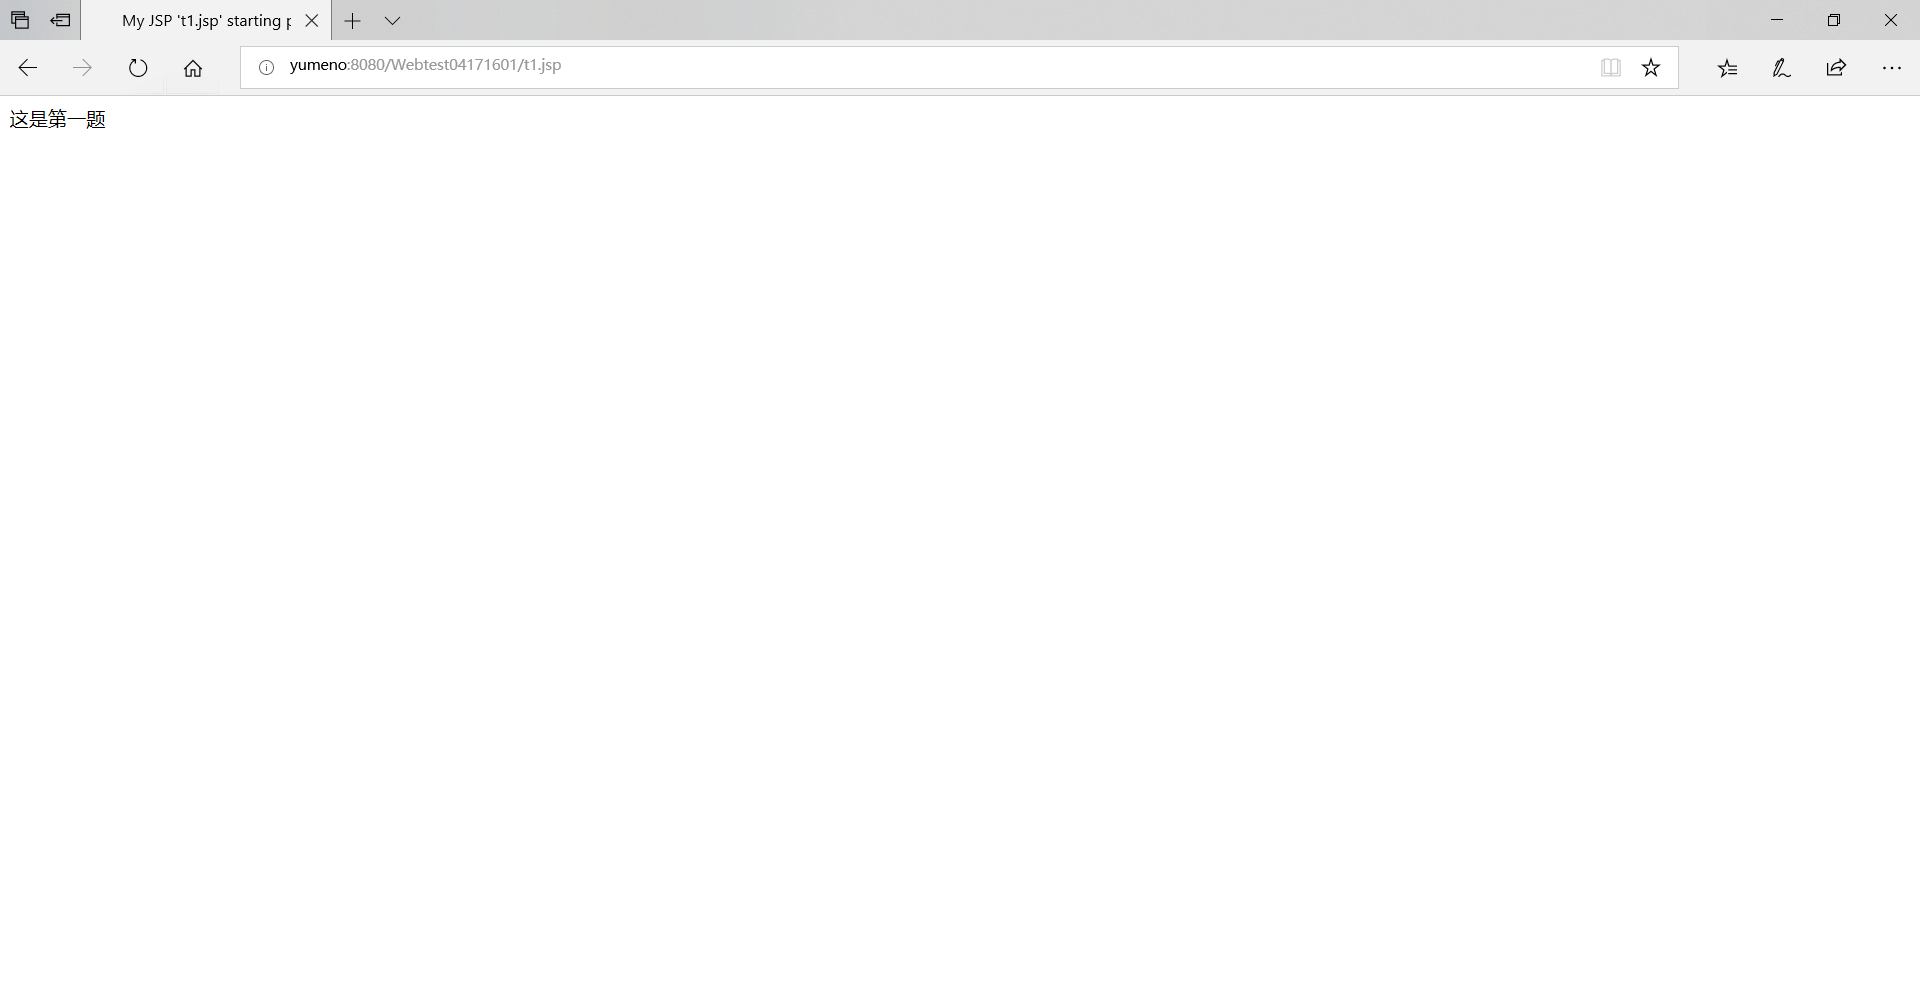 My JSP 't1.jsp' starting p
yumeno:8080/Webtest04171601/t1.jsp
这是第一题